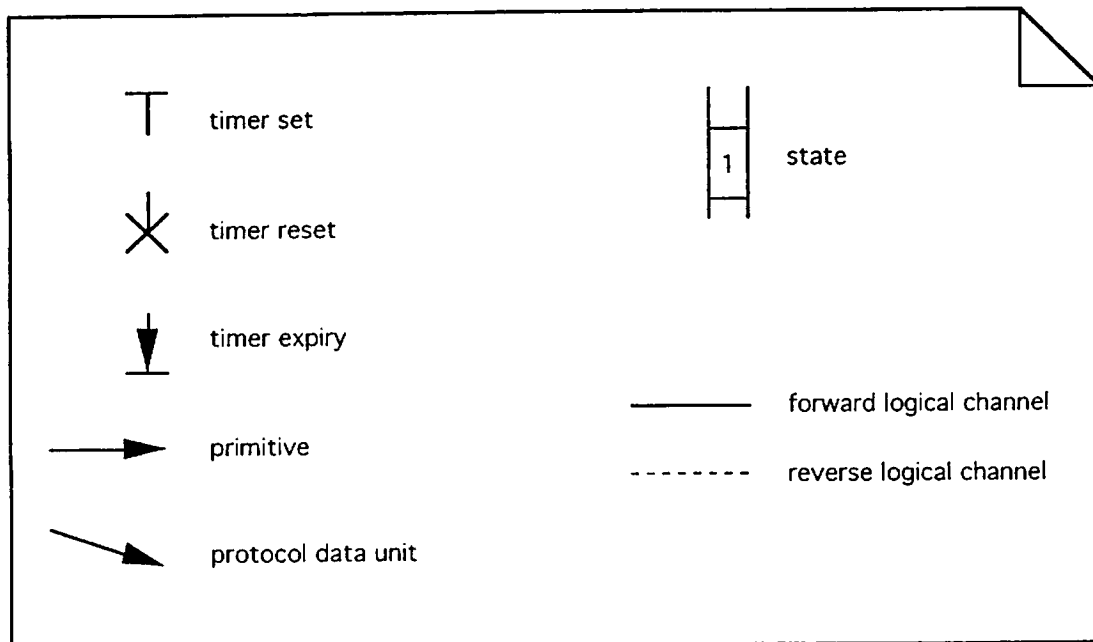 timer set
timer reset
timer expiry
primitive
protocol data unit
1
state
forward logical channel
reverse logical channel